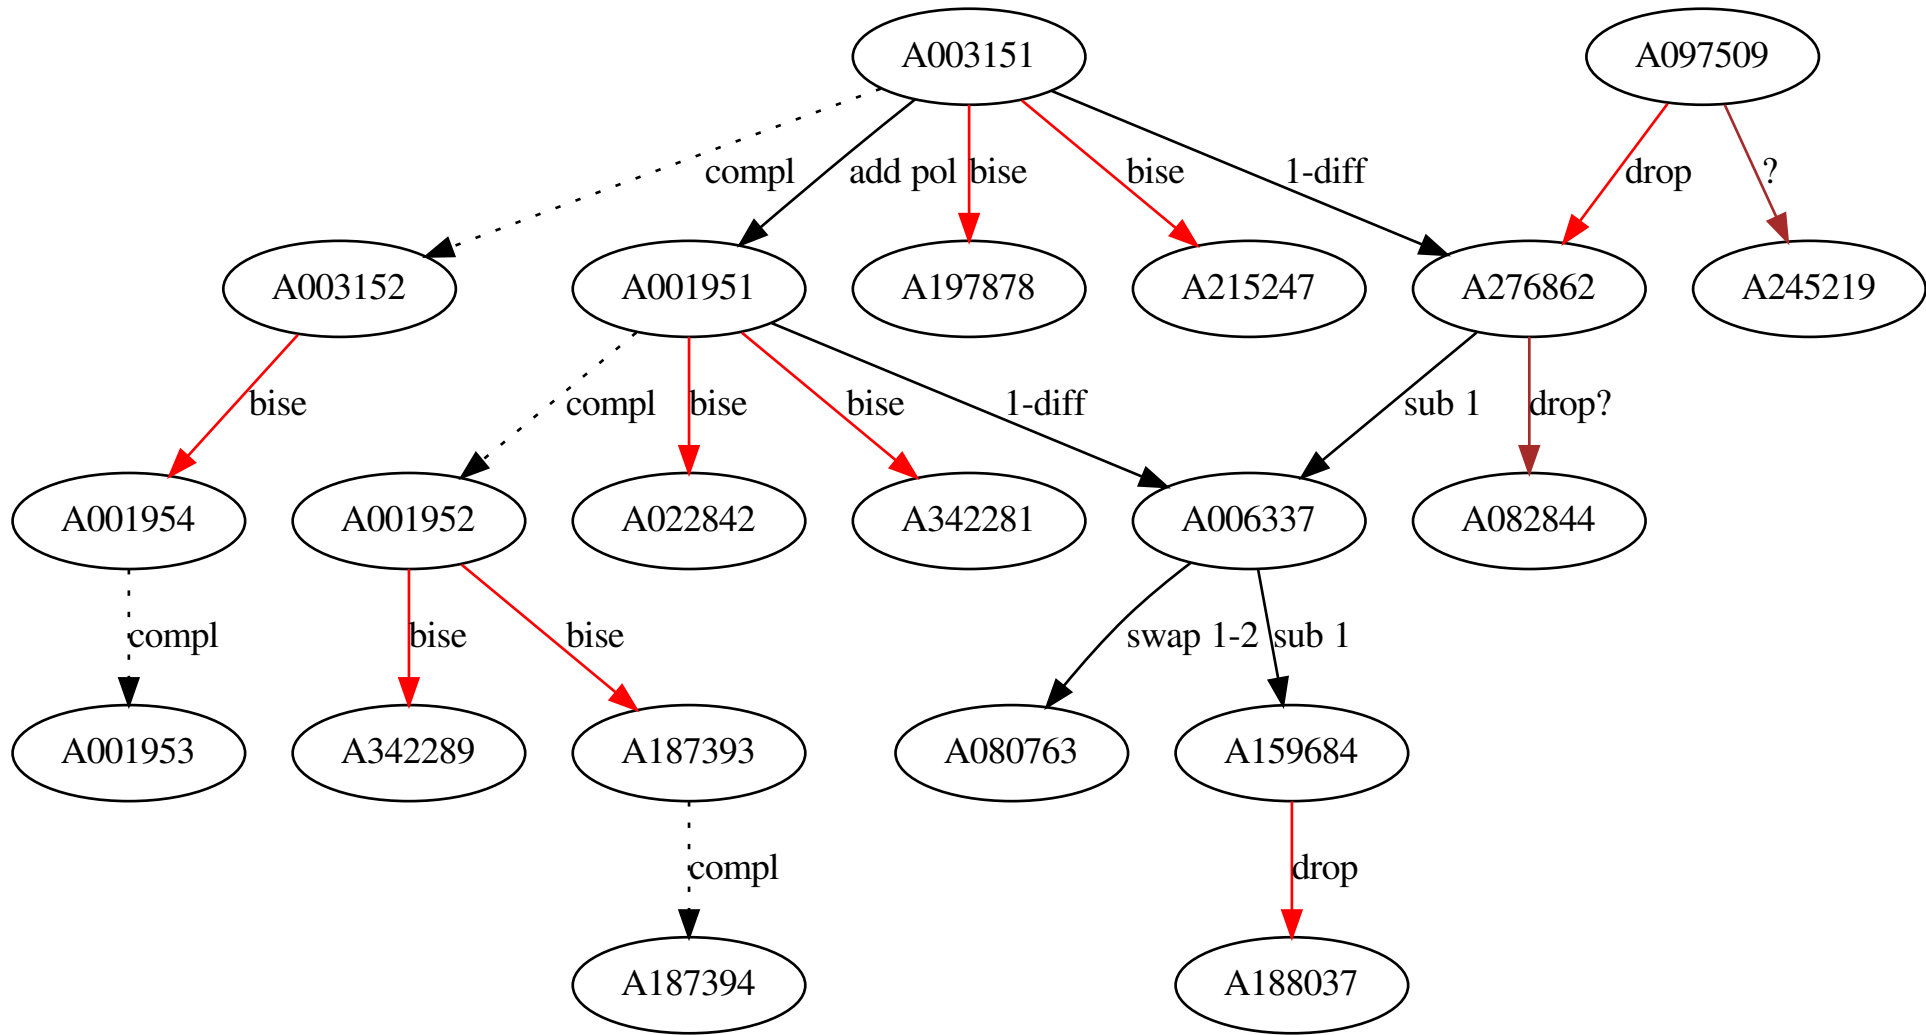 A003151
A097509
compl
add pol
bise
bise
1-diff
drop
?
A003152
A001951
A197878
A215247
A276862
A245219
bise
compl
bise
bise
1-diff
sub 1
drop?
A001954
A001952
A022842
A342281
A006337
A082844
compl
bise
bise
swap 1-2
sub 1
A001953
A342289
A187393
A080763
A159684
compl
drop
A187394
A188037